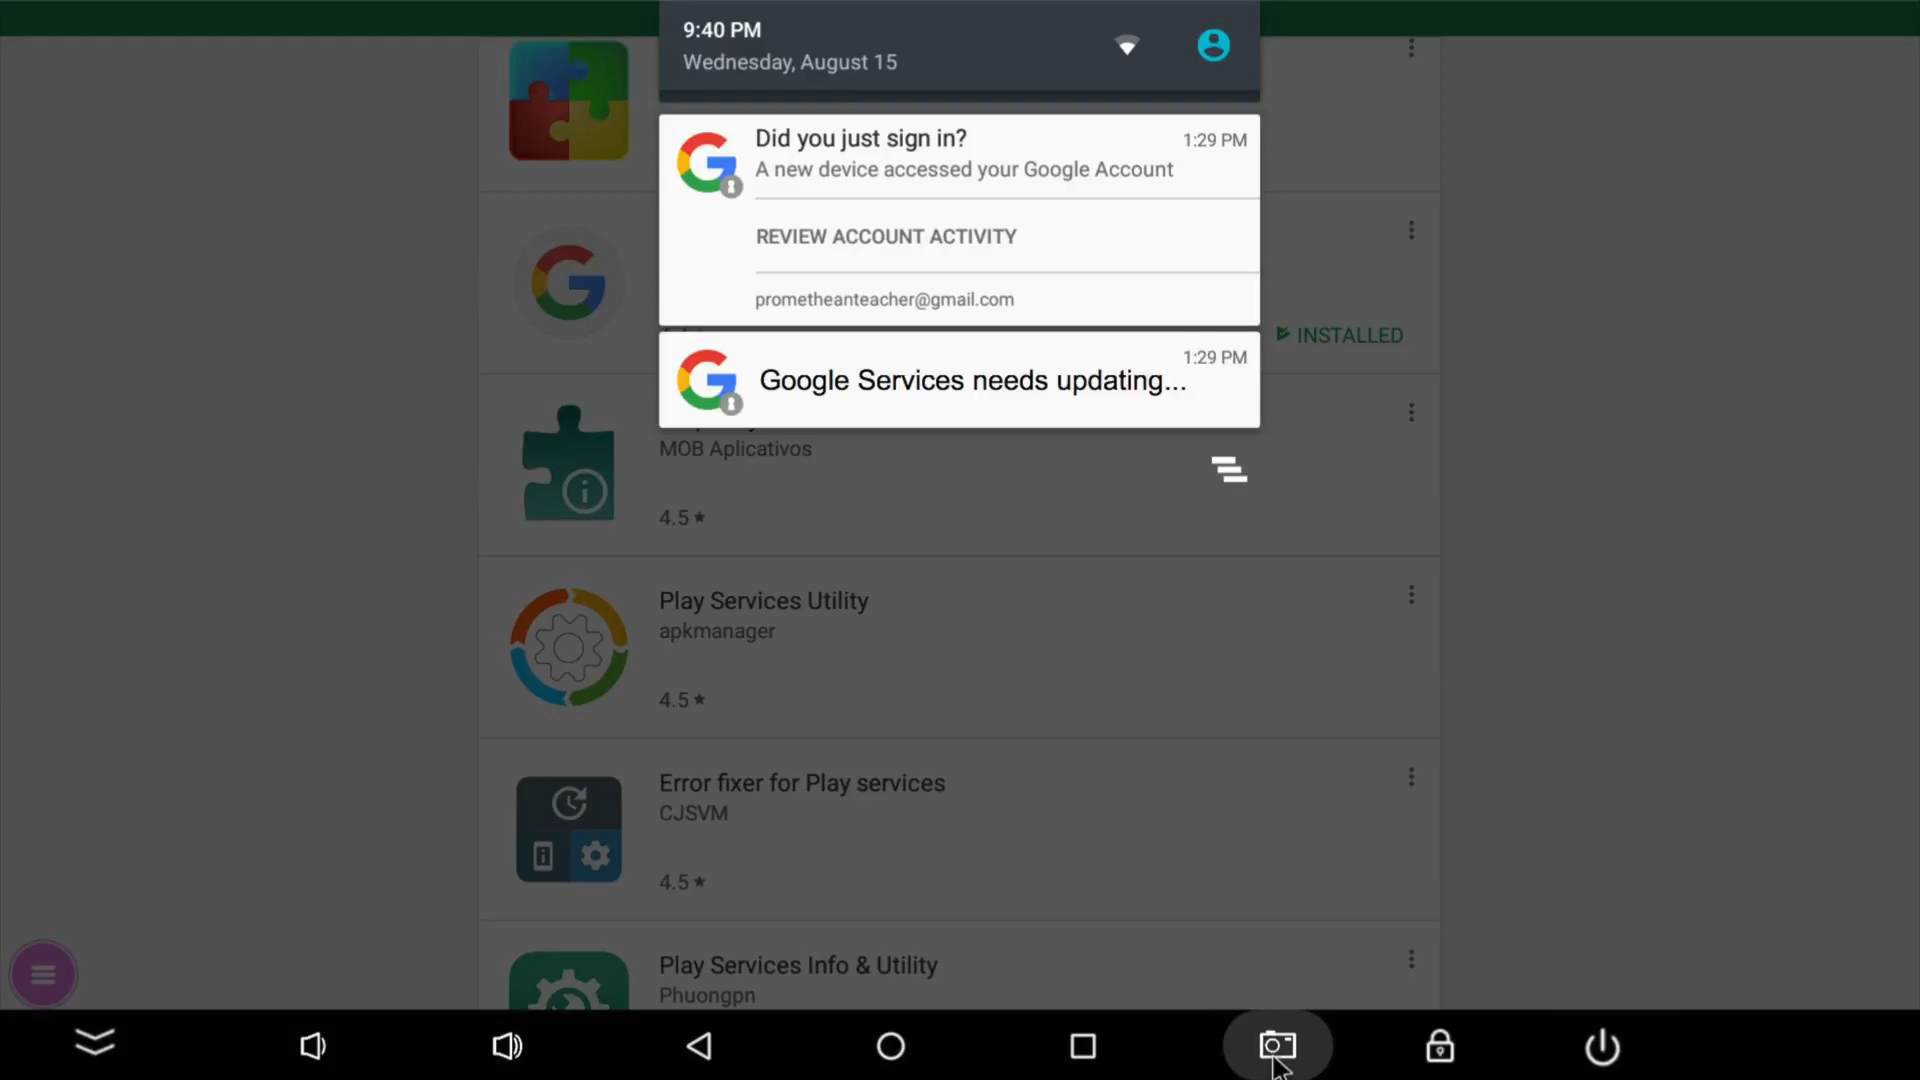 9:40 PM
Wednesday, August 15
Did you just sign in?
1:29 PM
A new device accessed your Google Account
REVIEW ACCOUNT ACTIVITY
prometheanteacher@gmail.com
INSTALLED
1:29 PM
Google Services needs updating...
MOB Aplicativos
4.5★
Play Services Utility
apkmanager
4.5★
Error fixer for Play services
CJSVM
4.5★
Play Services Info & Utility
Phuongpn